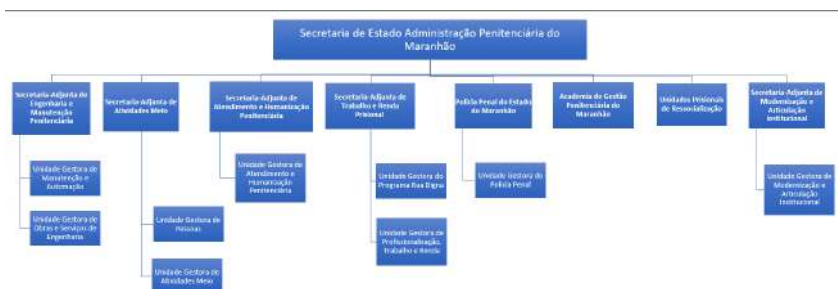 Secretaria de Estado Administração Penitenciária do
Maranhão
Secretaria-Adjunta de
Engenharia e
Manutenção
Penitenciária
Secretaria-Adjunta de
Atividades Meio
Secretaria-Adjunta de
Atendimento e Humanização
Penitenciária
Secretaria-Adjunta de
Trabalho e Renda
Prisional
Polícia Penal do Estado
do Maranhão
Academia de Gestão
Penitenciária do
Maranhão
Unidades Prisionais
de Ressocialização
Secretaria-Adjunta de
Modernização e
Articulação
Institucional
Unidade Gestora de
Manutenção e
Automação
Unidade Gestora de
Obras e Serviços de
Engenharia
Unidade Gestora de
Pessoas
Unidade Gestora de
Atividades Meio
Unidade Gestora de
Atendimento e
Humanização
Penitenciária
Unidade Gestora do
Programa Rua Digna
Unidade Gestora de
Profissionalização,
Trabalho e Renda
Unidade Gestora do
Polícia Penal
Unidade Gestora de
Modernização e
Articulação
Institucional